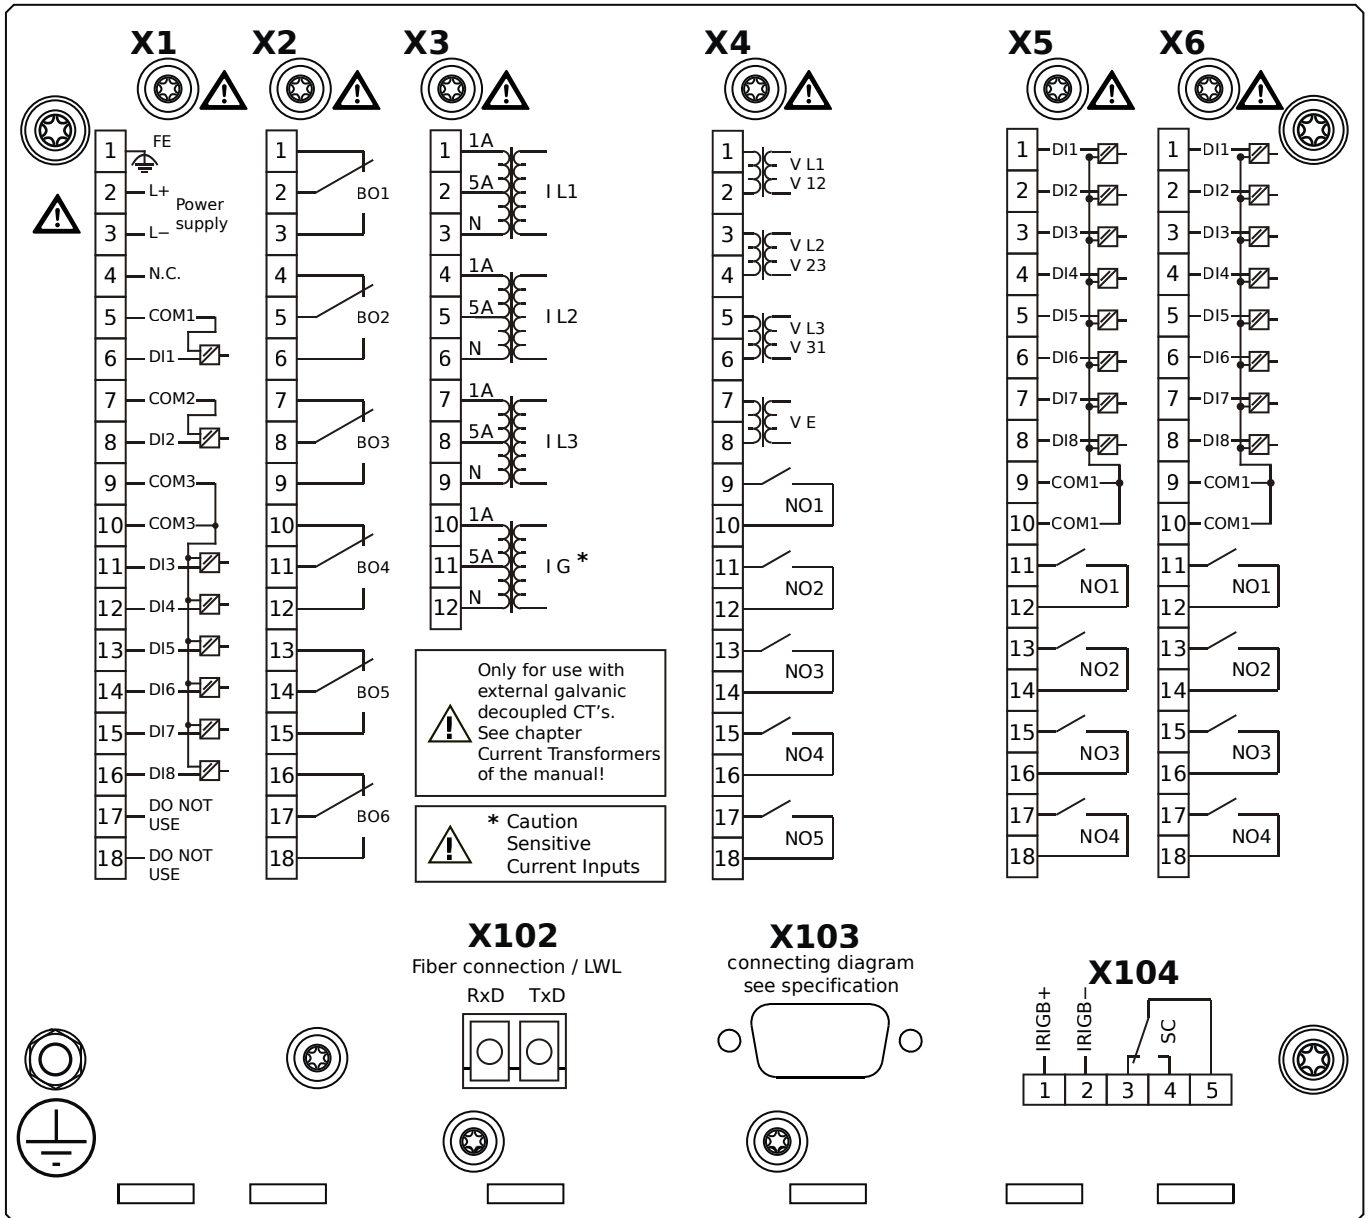 X1
X2
X3
X4
X5
X6
1
FE
2
L+
Power
supply
3
L−
4
N.C.
5
COM1
6
DI1
7
COM2
8
DI2
9
COM3
10
COM3
11
DI3
12
DI4
13
DI5
14
DI6
15
DI7
16
DI8
17
DO NOT
USE
18
DO NOT
USE
1
2
BO1
3
4
5
BO2
6
7
8
BO3
9
10
11
BO4
12
13
14
BO5
15
16
17
BO6
18
1
1A
2
5A
I L1
3
N
4
1A
5
5A
I L2
6
N
7
1A
8
5A
I L3
9
N
10
1A
11
5A
I G *
12
N
Only for use with
external galvanic
decoupled CT's.
See chapter
Current Transformers
of the manual!
* Caution
Sensitive
Current Inputs
1
V L1
V 12
2
3
V L2
V 23
4
5
V L3
V 31
6
7
V E
8
9
NO1
10
11
NO2
12
13
NO3
14
15
NO4
16
17
NO5
18
1
DI1
2
DI2
3
DI3
4
DI4
5
DI5
6
DI6
7
DI7
8
DI8
9
COM1
10
COM1
11
NO1
12
13
NO2
14
15
NO3
16
17
NO4
18
1
DI1
2
DI2
3
DI3
4
DI4
5
DI5
6
DI6
7
DI7
8
DI8
9
COM1
10
COM1
11
NO1
12
13
NO2
14
15
NO3
16
17
NO4
18
X102
Fiber connection / LWL
RxD TxD
X103
connecting diagram
see specification
X104
IRIGB+
IRIGB−
SC
1 2 3 4 5